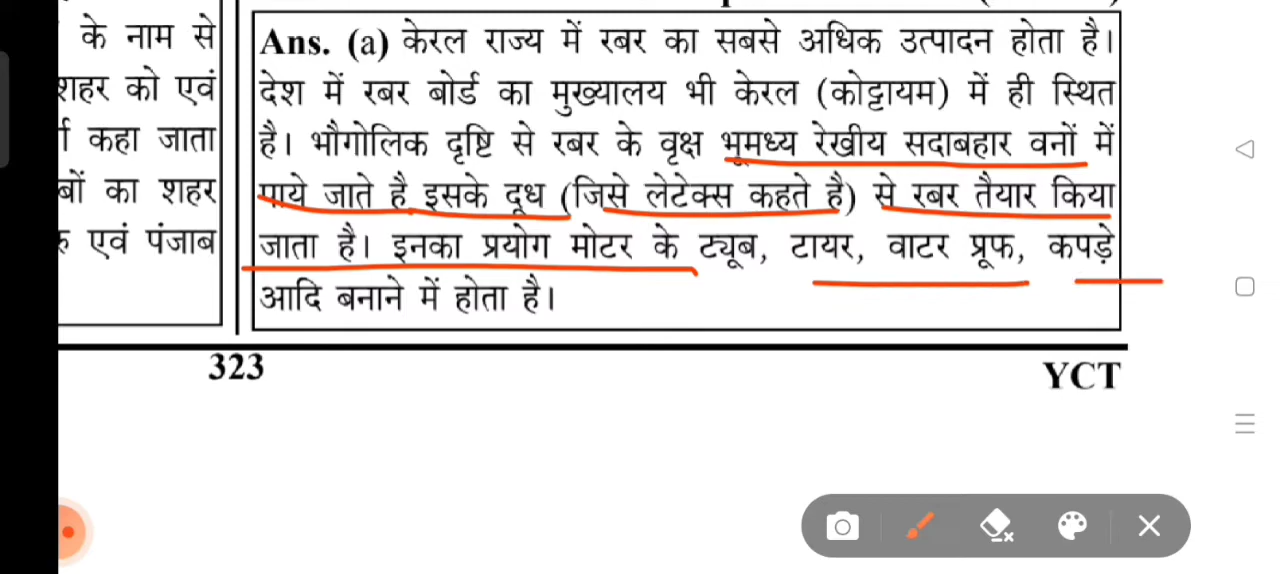 के नाम से
शहर को एवं
कहा जाता
का शहर
एवं पंजाब
Ans. (a) केरल राज्य में रबर का सबसे अधिक उत्पादन होता है।
देश में रबर बोर्ड का मुख्यालय भी केरल (कोट्टायम) में ही स्थित
है। भौगोलिक दृष्टि से रबर के वृक्ष भूमध्य रेखीय सदाबहार वनों में
पाये जाते है इसके दूध (जिसे लेटेक्स कहते है) से रबर तैयार किया
जाता है। इनका प्रयोग मोटर के ट्यूब, टायर, वाटर प्रूफ, कपड़े
आदि बनाने में होता है।
323
YCT